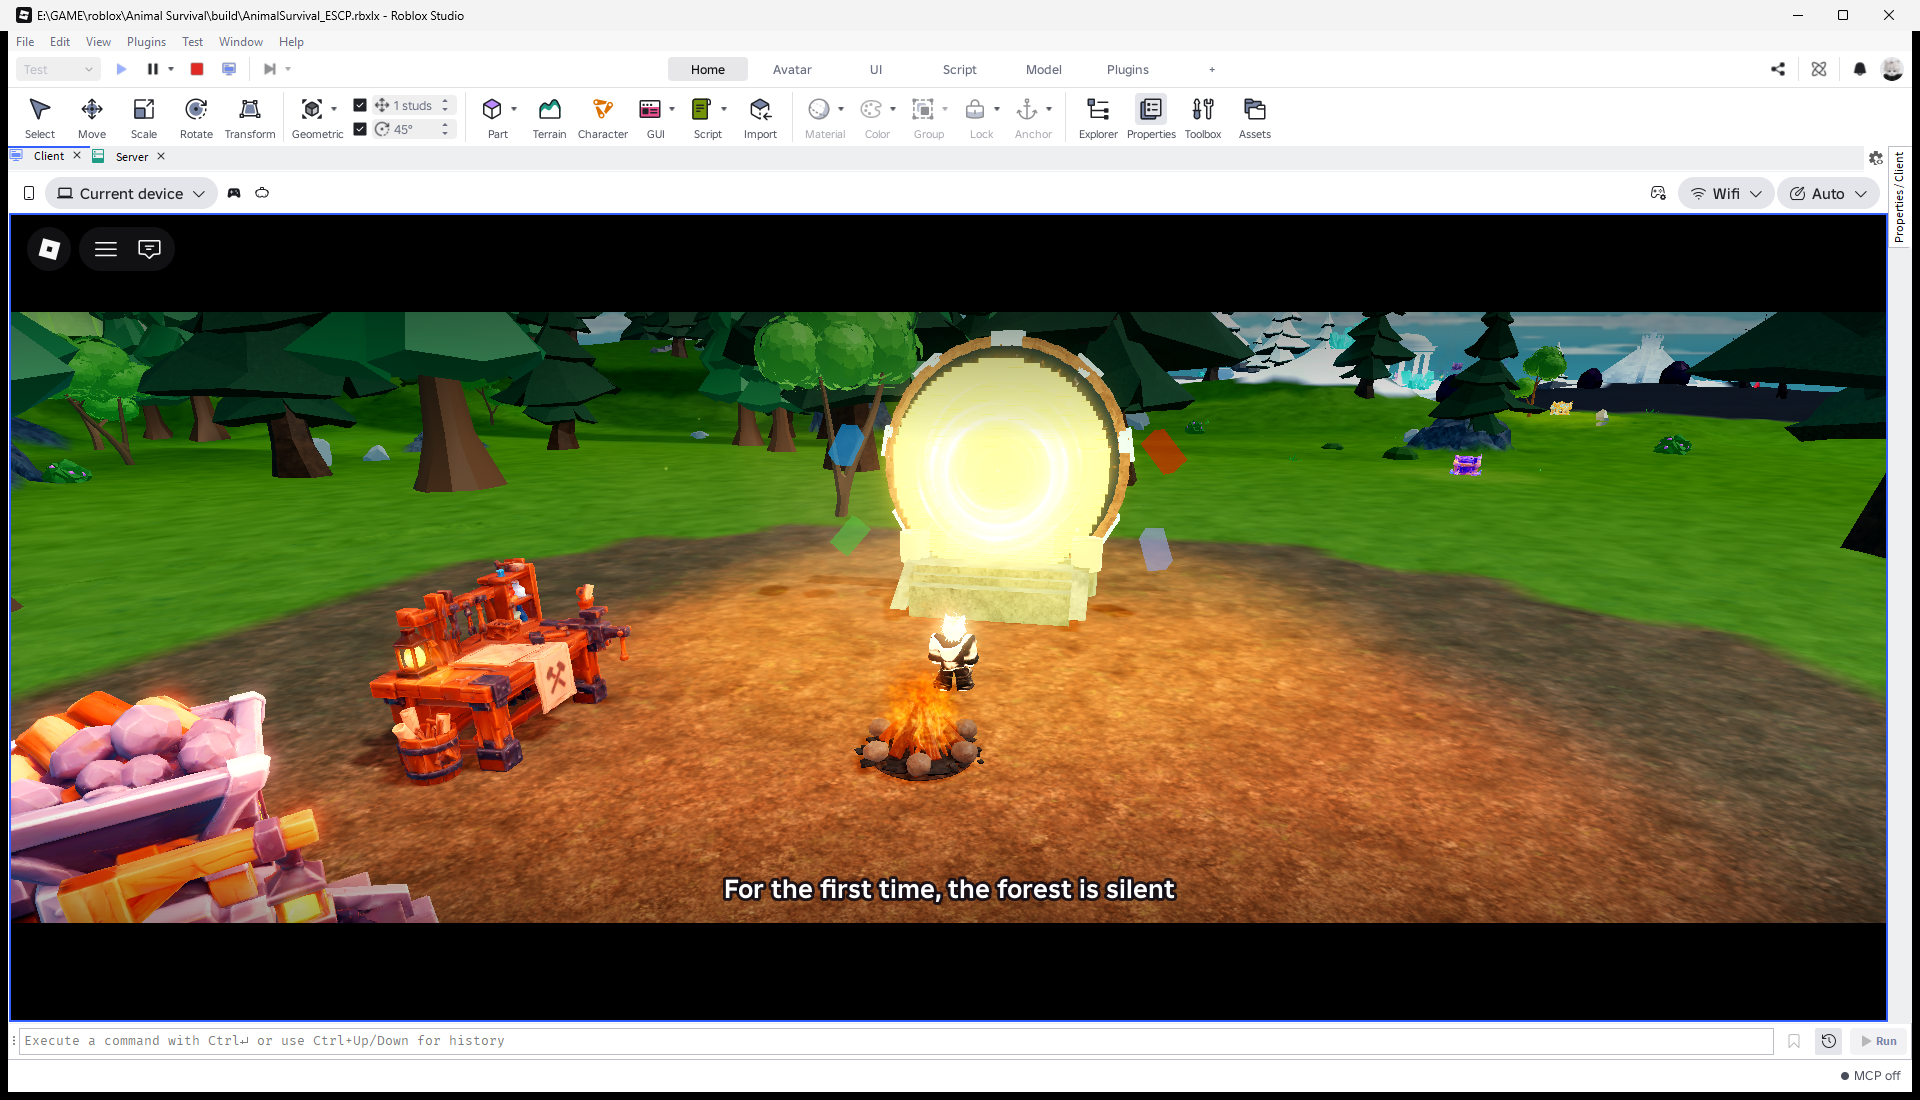 E:\GAME\roblox\Animal Survival\build\AnimalSurvival_ESCP.rbxlx - Roblox Studio
File Edit View Plugins Test Window Help
Test
Home Avatar UI Script Model Plugins +
Select Move Scale Rotate Transform Geometric
1 studs
45°
Part Terrain Character GUI Script Import Material Color Group Lock Anchor Explorer Properties Toolbox Assets
Client Server
Properties / Client
Current device
Wifi Auto
For the first time, the forest is silent
Execute a command with Ctrl↵ or use Ctrl+Up/Down for history
Run
MCP off